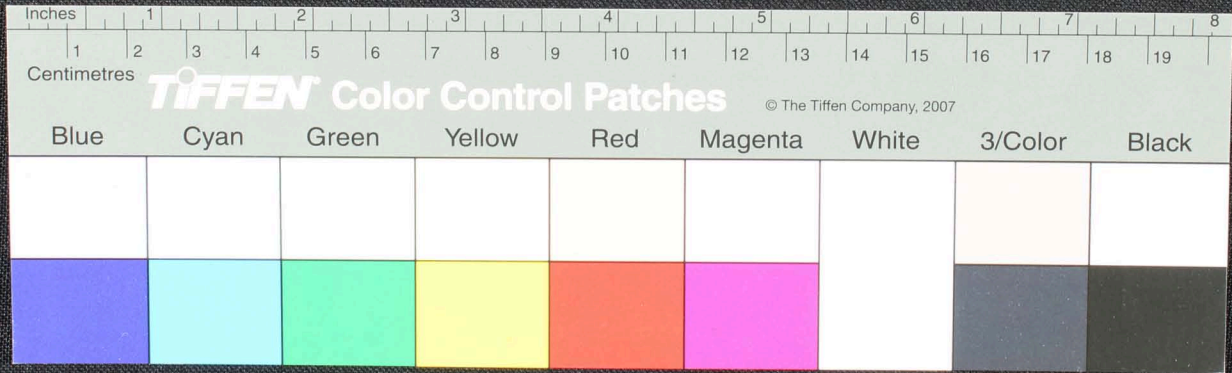 Inches 1 2 3 4 5 6 7 8
1 2 3 4 5 6 7 8 9 10 11 12 13 14 15 16 17 18 19
Centimetres
TIFFEN® Color Control Patches © The Tiffen Company, 2007
Blue Cyan Green Yellow Red Magenta White 3/Color Black